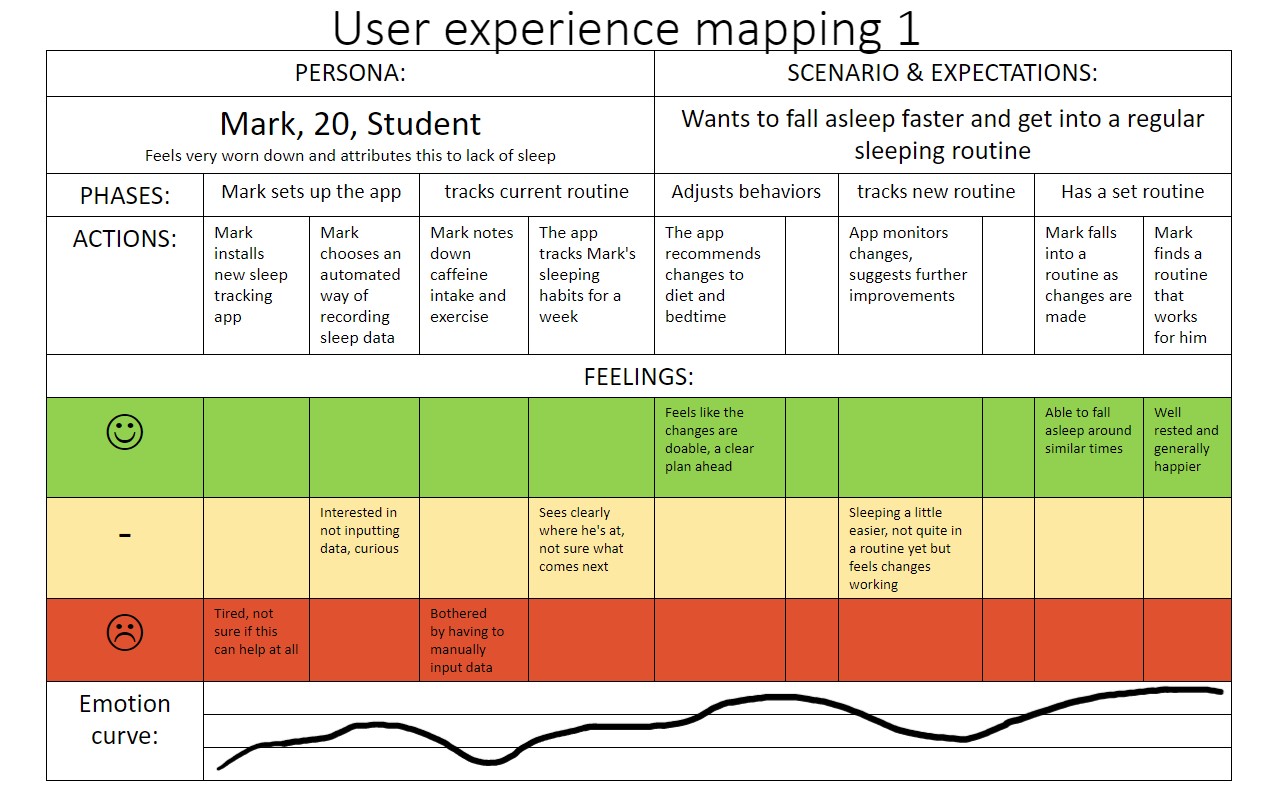 User experience mapping 1
PERSONA:
SCENARIO & EXPECTATIONS:
Mark, 20, Student
Feels very worn down and attributes this to lack of sleep
Wants to fall asleep faster and get into a regular
sleeping routine
PHASES:
Mark sets up the app
tracks current routine
Adjusts behaviors
tracks new routine
Has a set routine
ACTIONS:
Mark
installs
new sleep
tracking
app
Mark
chooses an
automated
way of
recording
sleep data
Mark notes
down
caffeine
intake and
exercise
The app
tracks Mark's
sleeping
habits for a
week
The app
recommends
changes to
diet and
bedtime
App monitors
changes,
suggests further
improvements
Mark falls
into a
routine as
changes are
made
Mark
finds a
routine
that
works
for him
FEELINGS:
Feels like the
changes are
doable, a clear
plan ahead
Able to fall
asleep around
similar times
Well
rested and
generally
happier
-
Interested in
not inputting
data, curious
Sees clearly
where he's at,
not sure what
comes next
Sleeping a little
easier, not quite in
a routine yet but
feels changes
working
Tired, not
sure if this
can help at all
Bothered
by having to
manually
input data
Emotion
curve: